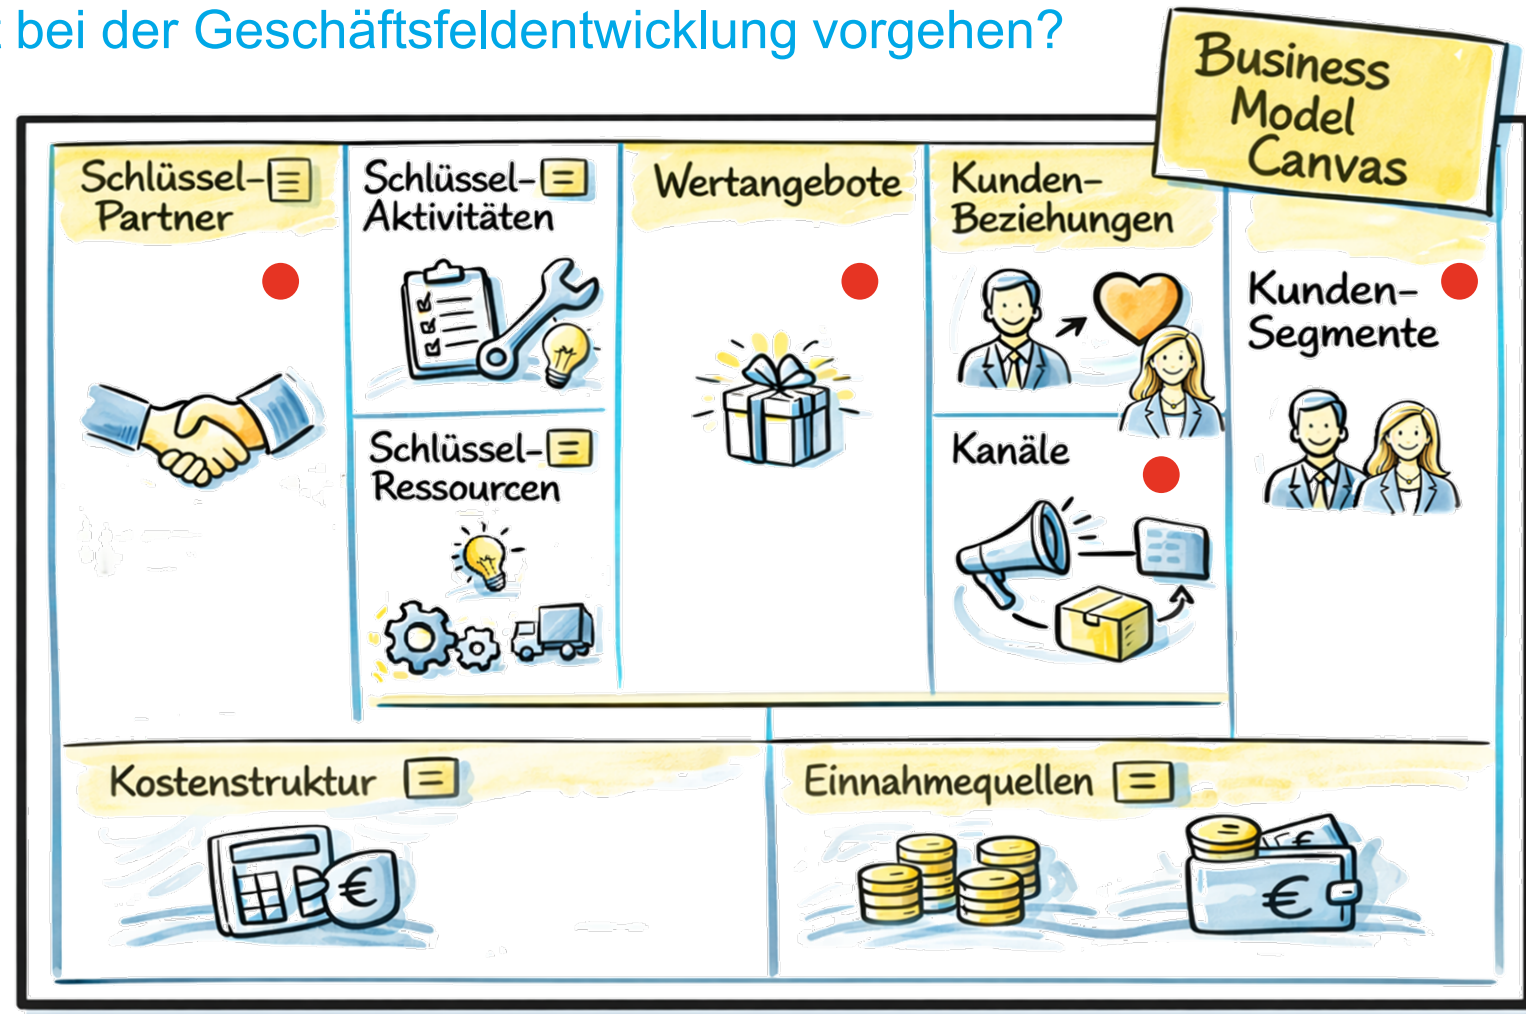 bei der Geschäftsfeldentwicklung vorgehen?
Business
Model
Canvas
Schlüssel-
Partner
Schlüssel-
Aktivitäten
Schlüssel-
Ressourcen
Wertangebote
Kunden-
Beziehungen
Kanäle
Kunden-
Segmente
Kostenstruktur
€
Einnahmequellen
€
€